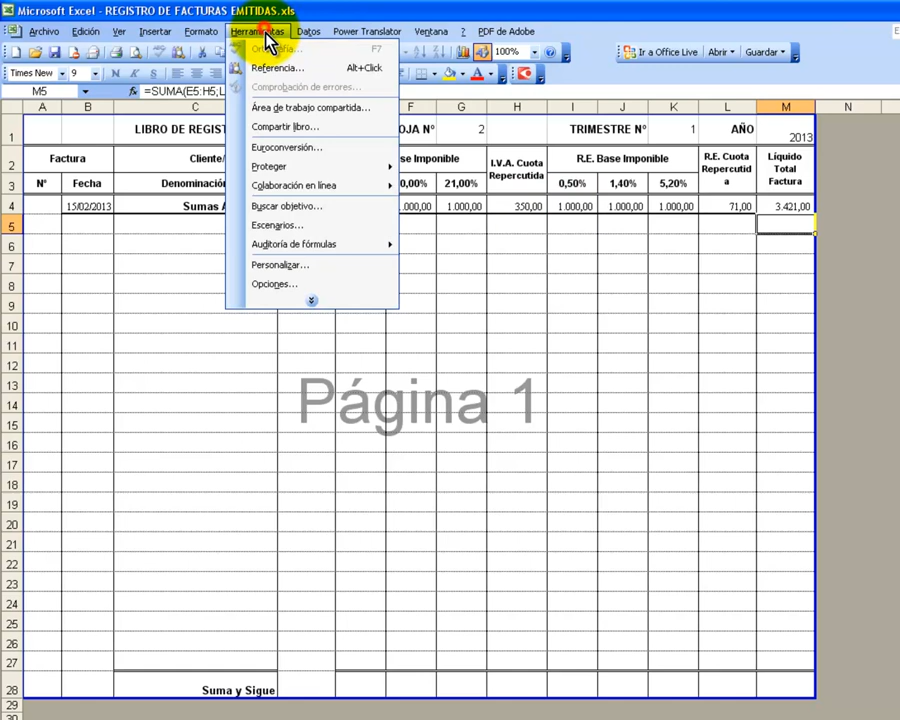 Microsoft Excel - REGISTRO DE FACTURAS EMITIDAS.xls
Archivo Edición Ver Insertar Formato Herramientas Datos Power Translator Ventana ? PDF de Adobe
100% Ir a Office Live Abrir Guardar
Times New 9 N K S
M5 fx =SUMA(E5:H5;L
A B C F G H I J K L M N
1 LIBRO DE REGIST OJA Nº 2 TRIMESTRE Nº 1 AÑO 2013
2 Factura Cliente/ se Imponible I.V.A. Cuota Repercutida R.E. Base Imponible R.E. Cuota Repercutida Líquido Total Factura
3 Nº Fecha Denominación 0,00% 21,00% 0,50% 1,40% 5,20%
4 15/02/2013 Sumas A .000,00 1.000,00 350,00 1.000,00 1.000,00 1.000,00 71,00 3.421,00
5
6
7
8
9
10
11
12
13
14
15
16
17
18
19
20
21
22
23
24
25
26
27
28 Suma y Sigue
29
30
Ortografía... F7
Referencia... Alt+Click
Comprobación de errores...
Área de trabajo compartida...
Compartir libro...
Euroconversión...
Proteger
Colaboración en línea
Buscar objetivo...
Escenarios...
Auditoría de fórmulas
Personalizar...
Opciones...
Página 1